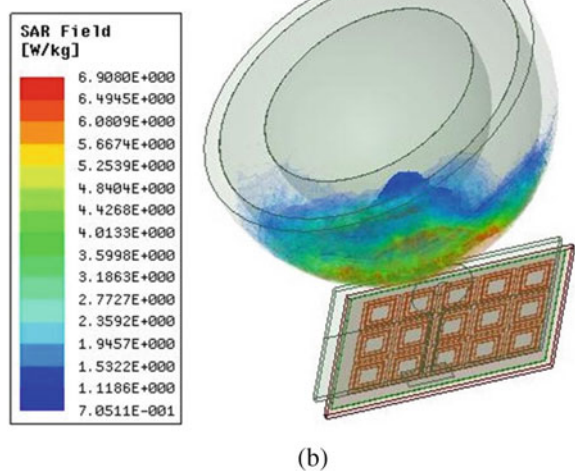 SAR Field
[W/kg]
6.9080E+000
6.4945E+000
6.0809E+000
5.6674E+000
5.2539E+000
4.8404E+000
4.4268E+000
4.0133E+000
3.5998E+000
3.1863E+000
2.7727E+000
2.3592E+000
1.9457E+000
1.5322E+000
1.1186E+000
7.0511E-001
(b)